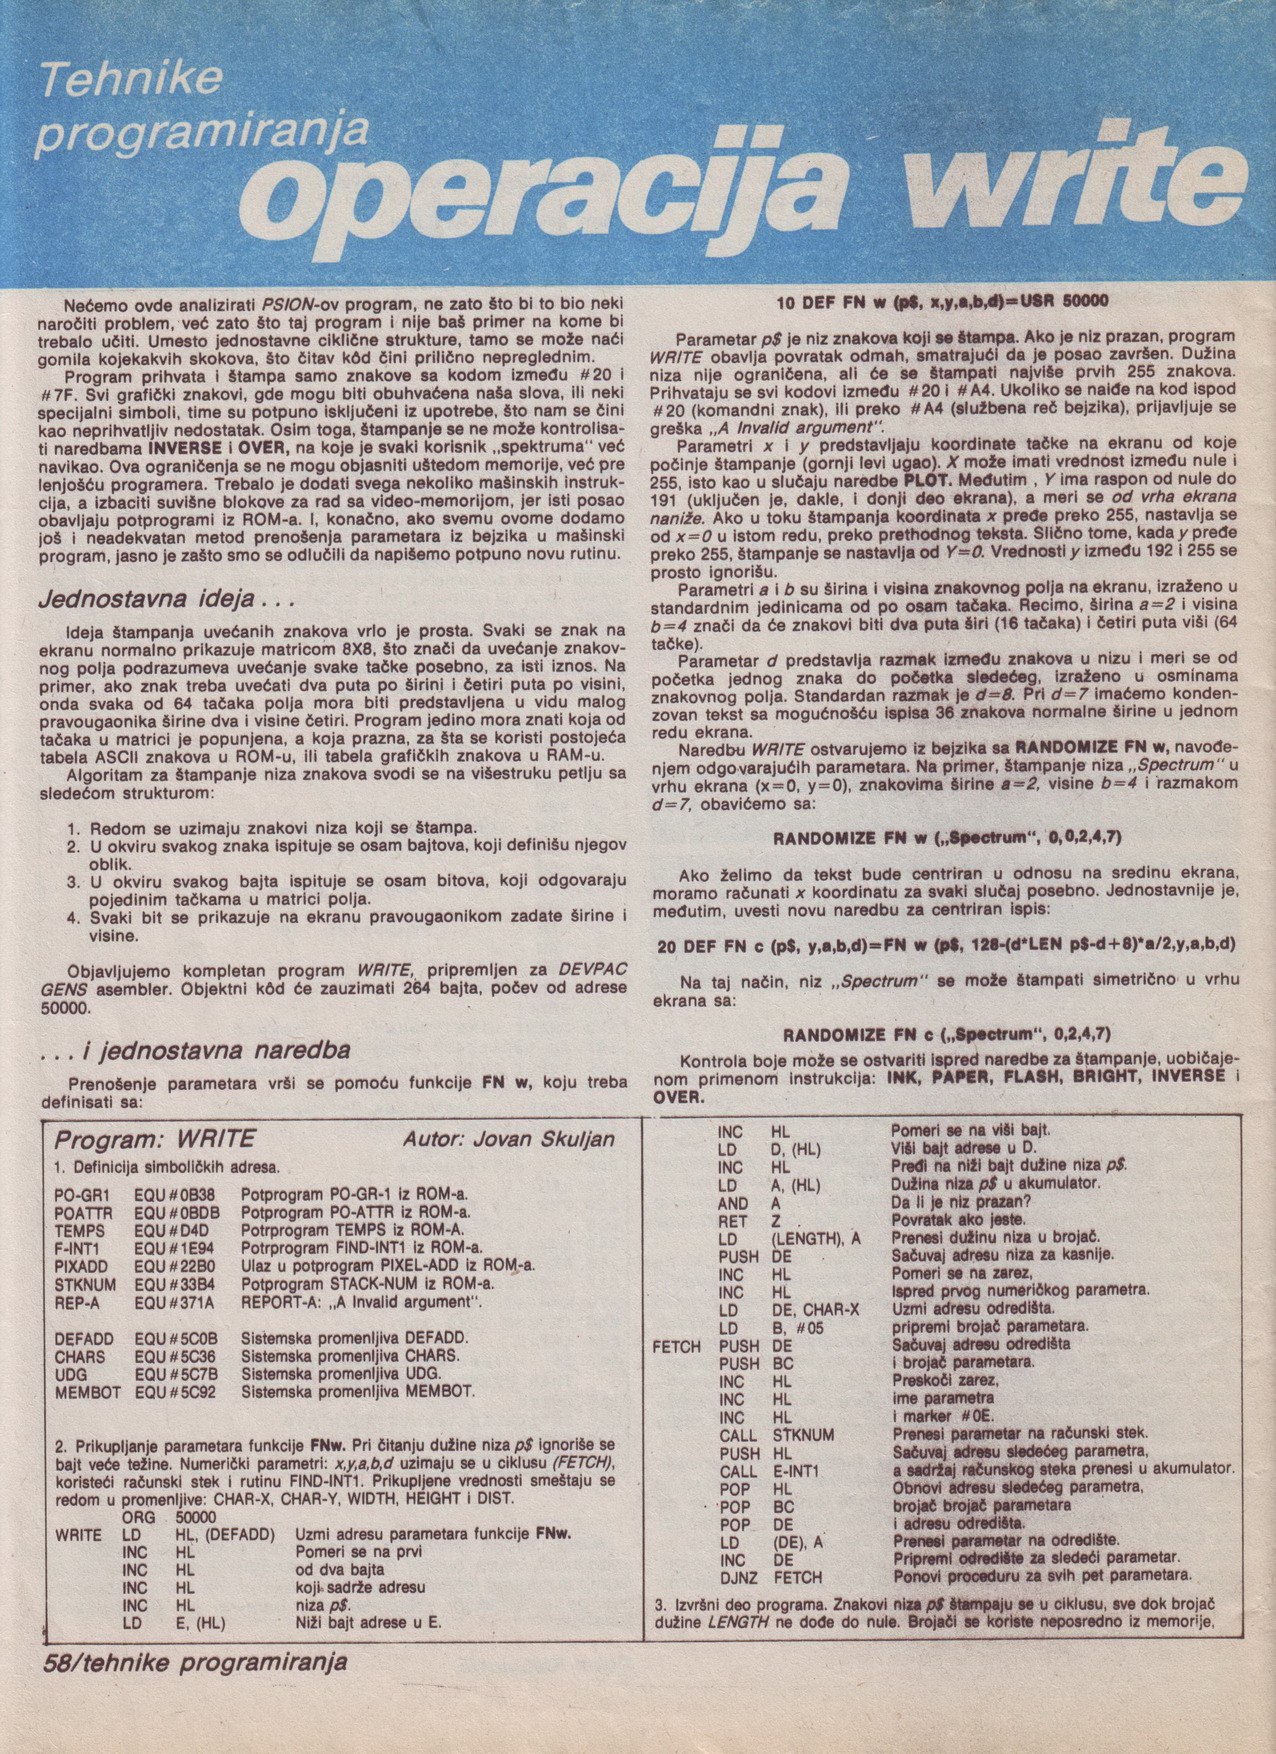 Tehnike
programiranja
operacija write
Nećemo ovde analizirati PSION-ov program, ne zato što bi to bio neki
naročiti problem, već zato što taj program i nije baš primer na kome bi
trebalo učiti. Umesto jednostavne ciklične strukture, tamo se može naći
gomila kojekakvih skokova, što čitav kôd čini prilično nepreglednim.
Program prihvata i štampa samo znakove sa kodom između #20 i
#7F. Svi grafički znakovi, gde mogu biti obuhvaćena naša slova, ili neki
specijalni simboli, time su potpuno isključeni iz upotrebe, što nam se čini
kao neprihvatljiv nedostatak. Osim toga, štampanje se ne može kontrolisa-
ti naredbama INVERSE i OVER, na koje je svaki korisnik „spektruma“ već
navikao. Ova ograničenja se ne mogu objasniti uštedom memorije, već pre
lenjošću programera. Trebalo je dodati svega nekoliko mašinskih instruk-
cija, a izbaciti suvišne blokove za rad sa video-memorijom, jer isti posao
obavljaju potprogrami iz ROM-a. I, konačno, ako svemu ovome dodamo
još i neadekvatan metod prenošenja parametara iz bejzika u mašinski
program, jasno je zašto smo se odlučili da napišemo potpuno novu rutinu.
Jednostavna ideja . . .
Ideja štampanja uvećanih znakova vrlo je prosta. Svaki se znak na
ekranu normalno prikazuje matricom 8X8, što znači da uvećanje znakov-
nog polja podrazumeva uvećanje svake tačke posebno, za isti iznos. Na
primer, ako znak treba uvećati dva puta po širini i četiri puta po visini,
onda svaka od 64 tačaka polja mora biti predstavljena u vidu malog
pravougaonika širine dva i visine četiri. Program jedino mora znati koja od
tačaka u matrici je popunjena, a koja prazna, za šta se koristi postojeća
tabela ASCII znakova u ROM-u, ili tabela grafičkih znakova u RAM-u.
Algoritam za štampanje niza znakova svodi se na višestruku petlju sa
sledećom strukturom:
1. Redom se uzimaju znakovi niza koji se štampa.
2. U okviru svakog znaka ispituje se osam bajtova, koji definišu njegov
oblik.
3. U okviru svakog bajta ispituje se osam bitova, koji odgovaraju
pojedinim tačkama u matrici polja.
4. Svaki bit se prikazuje na ekranu pravougaonikom zadate širine i
visine.
Objavljujemo kompletan program WRITE, pripremljen za DEVPAC
GENS asembler. Objektni kôd će zauzimati 264 bajta, počev od adrese
50000.
. . . i jednostavna naredba
Prenošenje parametara vrši se pomoću funkcije FN w, koju treba
definisati sa:
10 DEF FN w (p$, x,y,a,b,d)=USR 50000
Parametar p$ je niz znakova koji se štampa. Ako je niz prazan, program
WRITE obavlja povratak odmah, smatrajući da je posao završen. Dužina
niza nije ograničena, ali će se štampati najviše prvih 255 znakova.
Prihvataju se svi kodovi između #20 i #A4. Ukoliko se naiđe na kod ispod
#20 (komandni znak), ili preko #A4 (službena reč bejzika), prijavljuje se
greška „A Invalid argument“.
Parametri x i y predstavljaju koordinate tačke na ekranu od koje
počinje štampanje (gornji levi ugao). X može imati vrednost između nule i
255, isto kao u slučaju naredbe PLOT. Međutim , Y ima raspon od nule do
191 (uključen je, dakle, i donji deo ekrana), a meri se od vrha ekrana
naniže. Ako u toku štampanja koordinata x pređe preko 255, nastavlja se
od x=0 u istom redu, preko prethodnog teksta. Slično tome, kada y pređe
preko 255, štampanje se nastavlja od Y=0. Vrednosti y između 192 i 255 se
prosto ignorišu.
Parametri a i b su širina i visina znakovnog polja na ekranu, izraženo u
standardnim jedinicama od po osam tačaka. Recimo, širina a=2 i visina
b=4 znači da će znakovi biti dva puta širi (16 tačaka) i četiri puta viši (64
tačke).
Parametar d predstavlja razmak između znakova u nizu i meri se od
početka jednog znaka do početka sledećeg, izraženo u osminama
znakovnog polja. Standardan razmak je d=8. Pri d=7 imaćemo konden-
zovan tekst sa mogućnošću ispisa 36 znakova normalne širine u jednom
redu ekrana.
Naredbu WRITE ostvarujemo iz bejzika sa RANDOMIZE FN w, navođe-
njem odgovarajućih parametara. Na primer, štampanje niza „Spectrum“ u
vrhu ekrana (x=0, y=0), znakovima širine a=2, visine b=4 i razmakom
d=7, obavićemo sa:
RANDOMIZE FN w („Spectrum“, 0,0,2,4,7)
Ako želimo da tekst bude centriran u odnosu na sredinu ekrana,
moramo računati x koordinatu za svaki slučaj posebno. Jednostavnije je,
međutim, uvesti novu naredbu za centriran ispis:
20 DEF FN c (p$, y,a,b,d)=FN w (p$, 128-(d*LEN p$-d+8)*a/2,y,a,b,d)
Na taj način, niz „Spectrum“ se može štampati simetrično u vrhu
ekrana sa:
RANDOMIZE FN c („Spectrum“, 0,2,4,7)
Kontrola boje može se ostvariti ispred naredbe za štampanje, uobičaje-
nom primenom instrukcija: INK, PAPER, FLASH, BRIGHT, INVERSE i
OVER.
Program: WRITE Autor: Jovan Skuljan
1. Definicija simboličkih adresa.
PO-GR1 EQU #0B38 Potprogram PO-GR-1 iz ROM-a.
POATTR EQU #0BDB Potprogram PO-ATTR iz ROM-a.
TEMPS EQU #D4D Potrprogram TEMPS iz ROM-A.
F-INT1 EQU #1E94 Potrprogram FIND-INT1 iz ROM-a.
PIXADD EQU #22B0 Ulaz u potprogram PIXEL-ADD iz ROM-a.
STKNUM EQU #33B4 Potprogram STACK-NUM iz ROM-a.
REP-A EQU #371A REPORT-A: „A Invalid argument“.
DEFADD EQU #5C0B Sistemska promenljiva DEFADD.
CHARS EQU #5C36 Sistemska promenljiva CHARS.
UDG EQU #5C7B Sistemska promenljiva UDG.
MEMBOT EQU #5C92 Sistemska promenljiva MEMBOT.
2. Prikupljanje parametara funkcije FNw. Pri čitanju dužine niza p$ ignoriše se
bajt veće težine. Numerički parametri: x,y,a,b,d uzimaju se u ciklusu (FETCH),
koristeći računski stek i rutinu FIND-INT1. Prikupljene vrednosti smeštaju se
redom u promenljive: CHAR-X, CHAR-Y, WIDTH, HEIGHT i DIST.
ORG 50000
WRITE LD HL, (DEFADD) Uzmi adresu parametara funkcije FNw.
INC HL Pomeri se na prvi
INC HL od dva bajta
INC HL koji sadrže adresu
INC HL niza p$.
LD E, (HL) Niži bajt adrese u E.
INC HL Pomeri se na viši bajt.
LD D, (HL) Viši bajt adrese u D.
INC HL Pređi na niži bajt dužine niza p$.
LD A, (HL) Dužina niza p$ u akumulator.
AND A Da li je niz prazan?
RET Z Povratak ako jeste.
LD (LENGTH), A Prenesi dužinu niza u brojač.
PUSH DE Sačuvaj adresu niza za kasnije.
INC HL Pomeri se na zarez,
INC HL Ispred prvog numeričkog parametra.
LD DE, CHAR-X Uzmi adresu odredišta.
LD B, #05 pripremi brojač parametara.
FETCH PUSH DE Sačuvaj adresu odredišta
PUSH BC i brojač parametara.
INC HL Preskoči zarez,
INC HL ime parametra
INC HL i marker #0E.
CALL STKNUM Prenesi parametar na računski stek.
PUSH HL Sačuvaj adresu sledećeg parametra,
CALL E-INT1 a sadržaj računskog steka prenesi u akumulator.
POP HL Obnovi adresu sledećeg parametra,
POP BC brojač brojač parametara
POP DE i adresu odredišta.
LD (DE), A Prenesi parametar na odredište.
INC DE Pripremi odredište za sledeći parametar.
DJNZ FETCH Ponovi proceduru za svih pet parametara.
3. Izvršni deo programa. Znakovi niza p$ štampaju se u ciklusu, sve dok brojač
dužine LENGTH ne dođe do nule. Brojači se koriste neposredno iz memorije,
58/tehnike programiranja